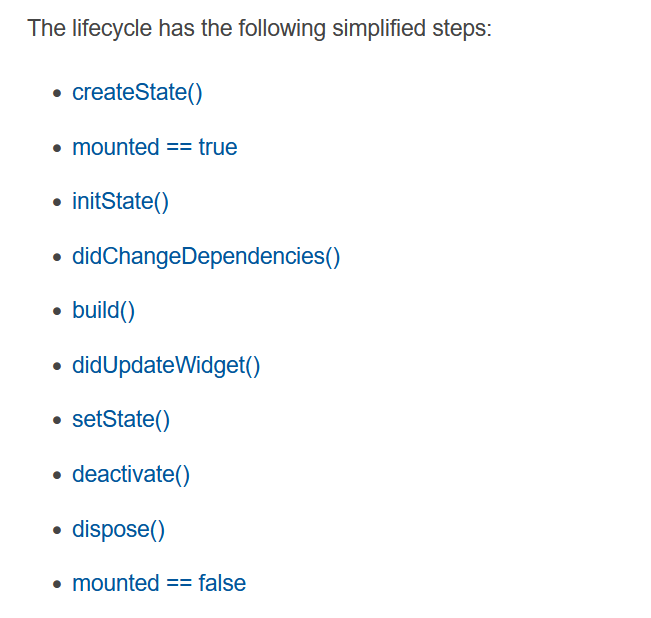 The lifecycle has the following simplified steps:
• createState()
• mounted == true
• initState()
• didChangeDependencies()
• build()
• didUpdateWidget()
• setState()
• deactivate()
• dispose()
• mounted == false